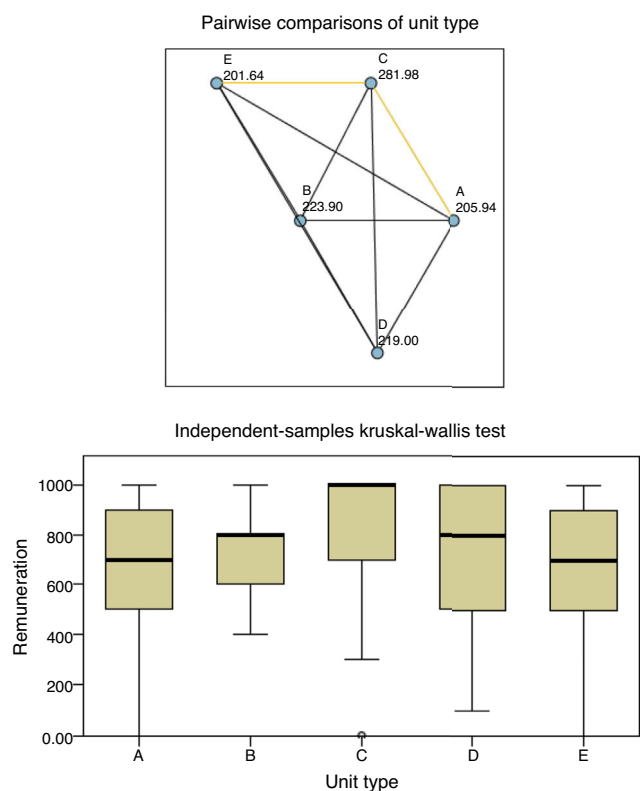 Pairwise comparisons of unit type
E
201.64
C
281.98
B
223.90
A
205.94
D
219.00
Independent-samples kruskal-wallis test
Remuneration
1000
800
600
400
200
0.00
A B C D E
Unit type